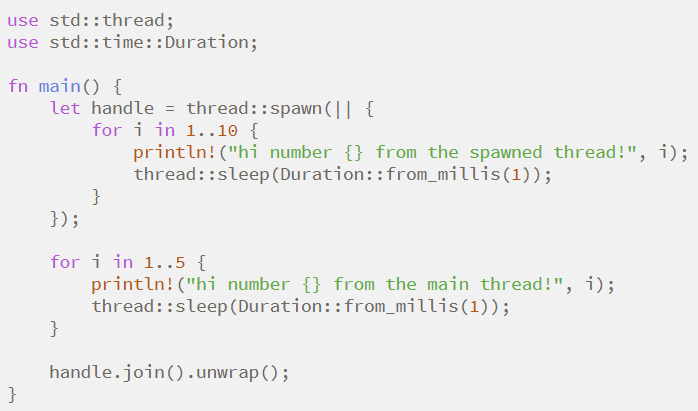 use std::thread;
use std::time::Duration;

fn main() {
    let handle = thread::spawn(|| {
        for i in 1..10 {
            println!("hi number {} from the spawned thread!", i);
            thread::sleep(Duration::from_millis(1));
        }
    });

    for i in 1..5 {
        println!("hi number {} from the main thread!", i);
        thread::sleep(Duration::from_millis(1));
    }

    handle.join().unwrap();
}